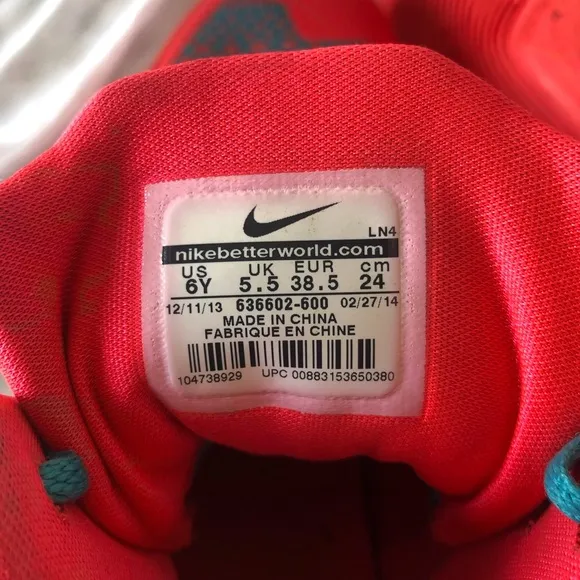 LN4
nikebetterworld.com
US UK EUR cm
6Y 5.5 38.5 24
12/11/13 636602-600 02/27/14
MADE IN CHINA
FABRIQUE EN CHINE
104738929 UPC 00883153650380